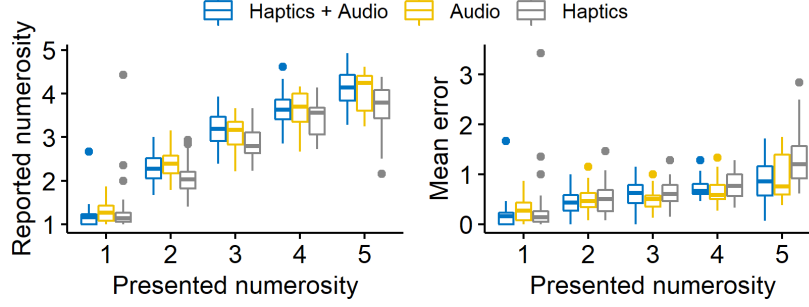 Haptics + Audio Audio Haptics
Reported numerosity
5
4
3
2
1
1 2 3 4 5
Presented numerosity
Mean error
3
2
1
0
1 2 3 4 5
Presented numerosity